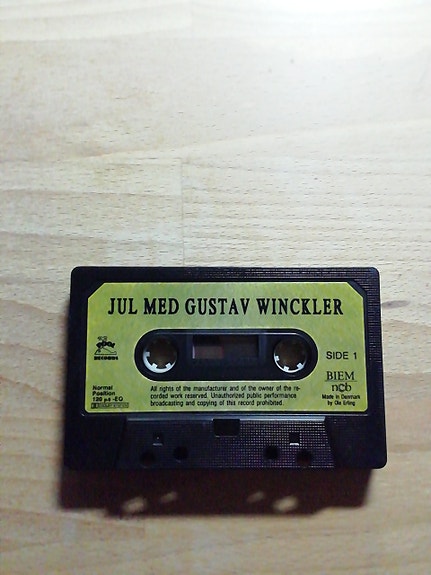 JUL MED GUSTAV WINCKLER
RECORDS
SIDE 1
BIEM
ncb
Normal
Position
120 µs -EQ
All rights of the manufacturer and of the owner of the re-
corded work reserved. Unauthorized public performance
broadcasting and copying of this record prohibited.
Made in Danmark
by Ole Erling